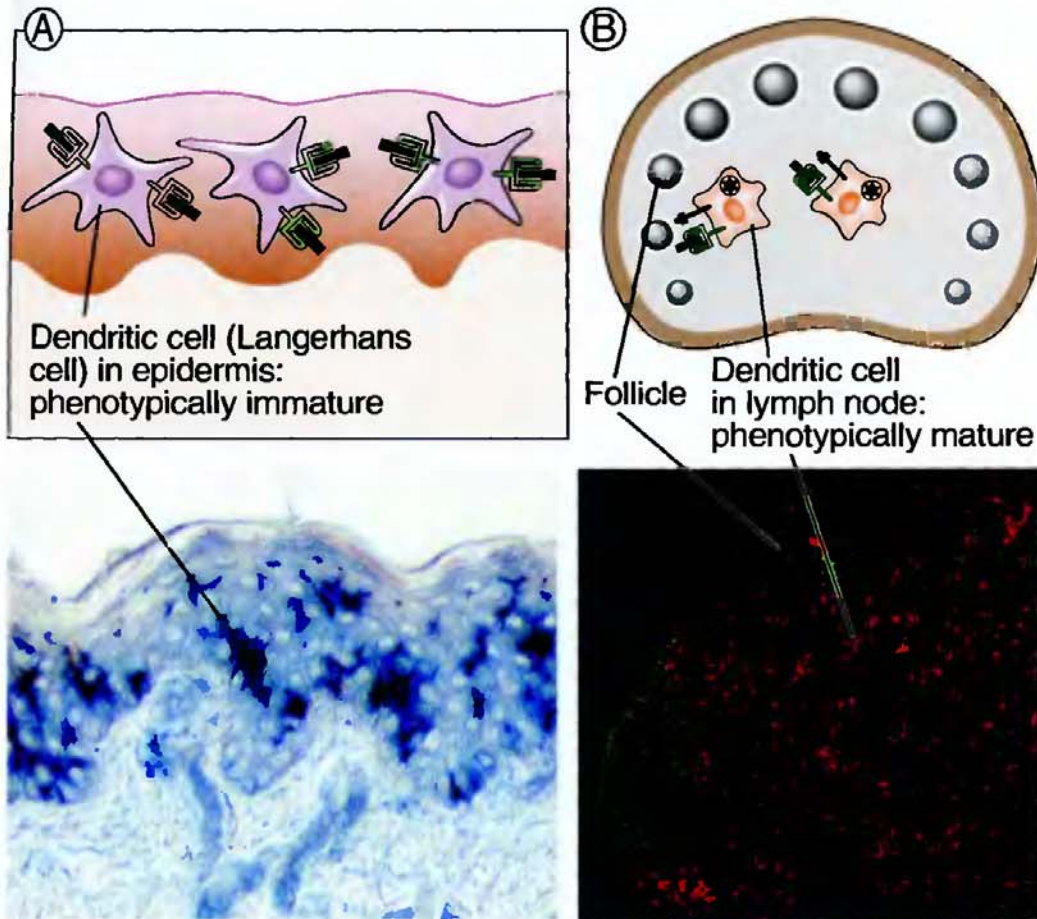 A
B
Dendritic cell (Langerhans
cell) in epidermis:
phenotypically immature
Follicle
Dendritic cell
in lymph node:
phenotypically mature